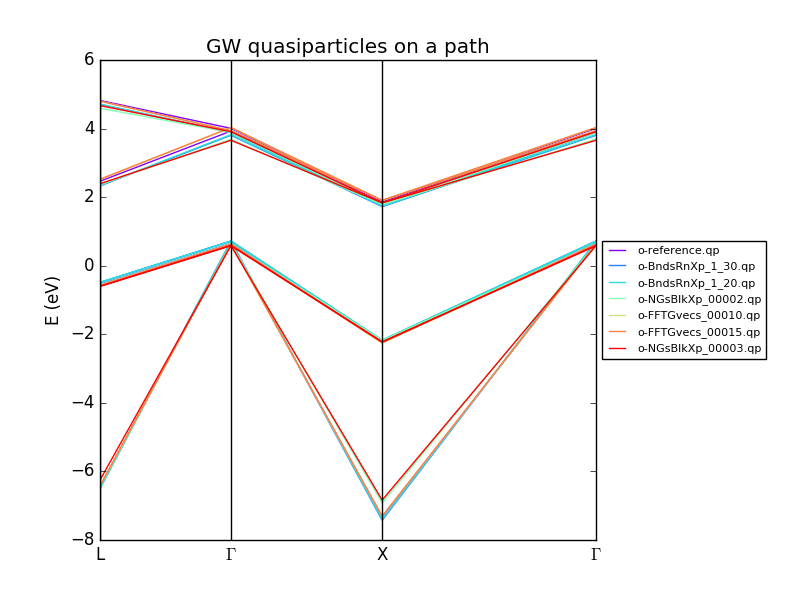 GW quasiparticles on a path
6
4
2
0
−2
−4
−6
−8
E (eV)
L
Γ
X
Γ
o-reference.qp
o-BndsRnXp_1_30.qp
o-BndsRnXp_1_20.qp
o-NGsBlkXp_00002.qp
o-FFTGvecs_00010.qp
o-FFTGvecs_00015.qp
o-NGsBlkXp_00003.qp